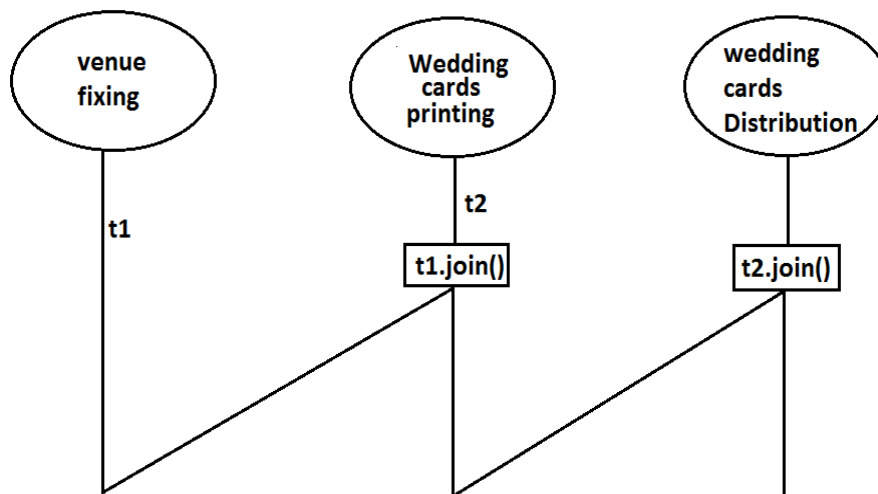 venue
fixing
Wedding
cards
printing
wedding
cards
Distribution
t1
t2
t1.join()
t2.join()